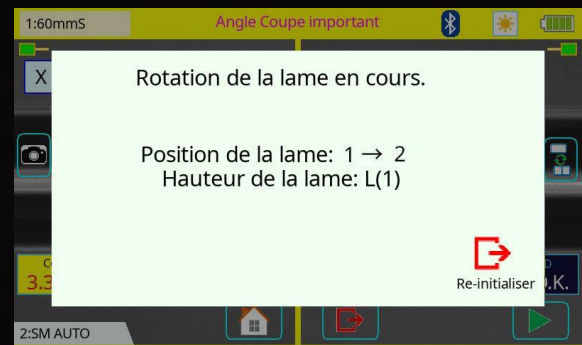 1:60mmS
Angle Coupe important
X
Rotation de la lame en cours.
Position de la lame: 1 → 2
Hauteur de la lame: L(1)
3.3
Re-initialiser
.K.
2:SM AUTO